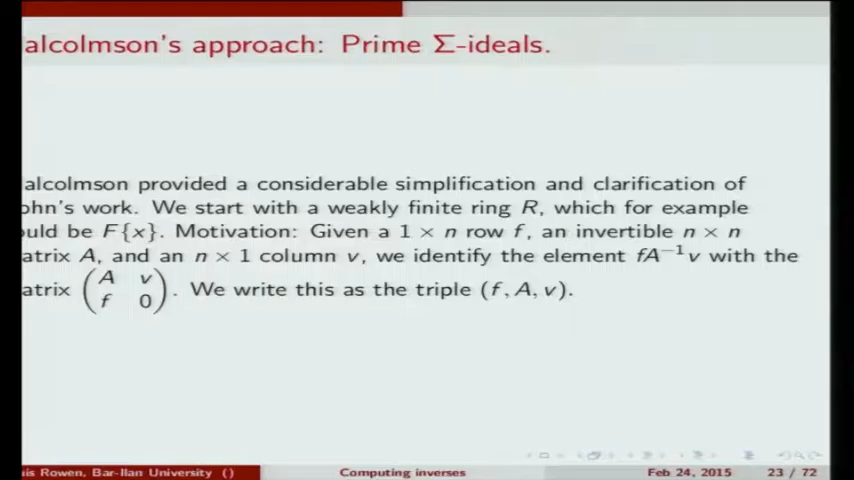 alcolmson's approach: Prime Σ-ideals.
alcolmson provided a considerable simplification and clarification of
ohn's work. We start with a weakly finite ring R, which for example
ould be F{x}. Motivation: Given a 1 × n row f, an invertible n × n
atrix A, and an n × 1 column v, we identify the element fA⁻¹v with the
atrix (A v
f 0). We write this as the triple (f, A, v).
is Rowen, Bar-Ilan University () Computing inverses Feb 24, 2015 23 / 72